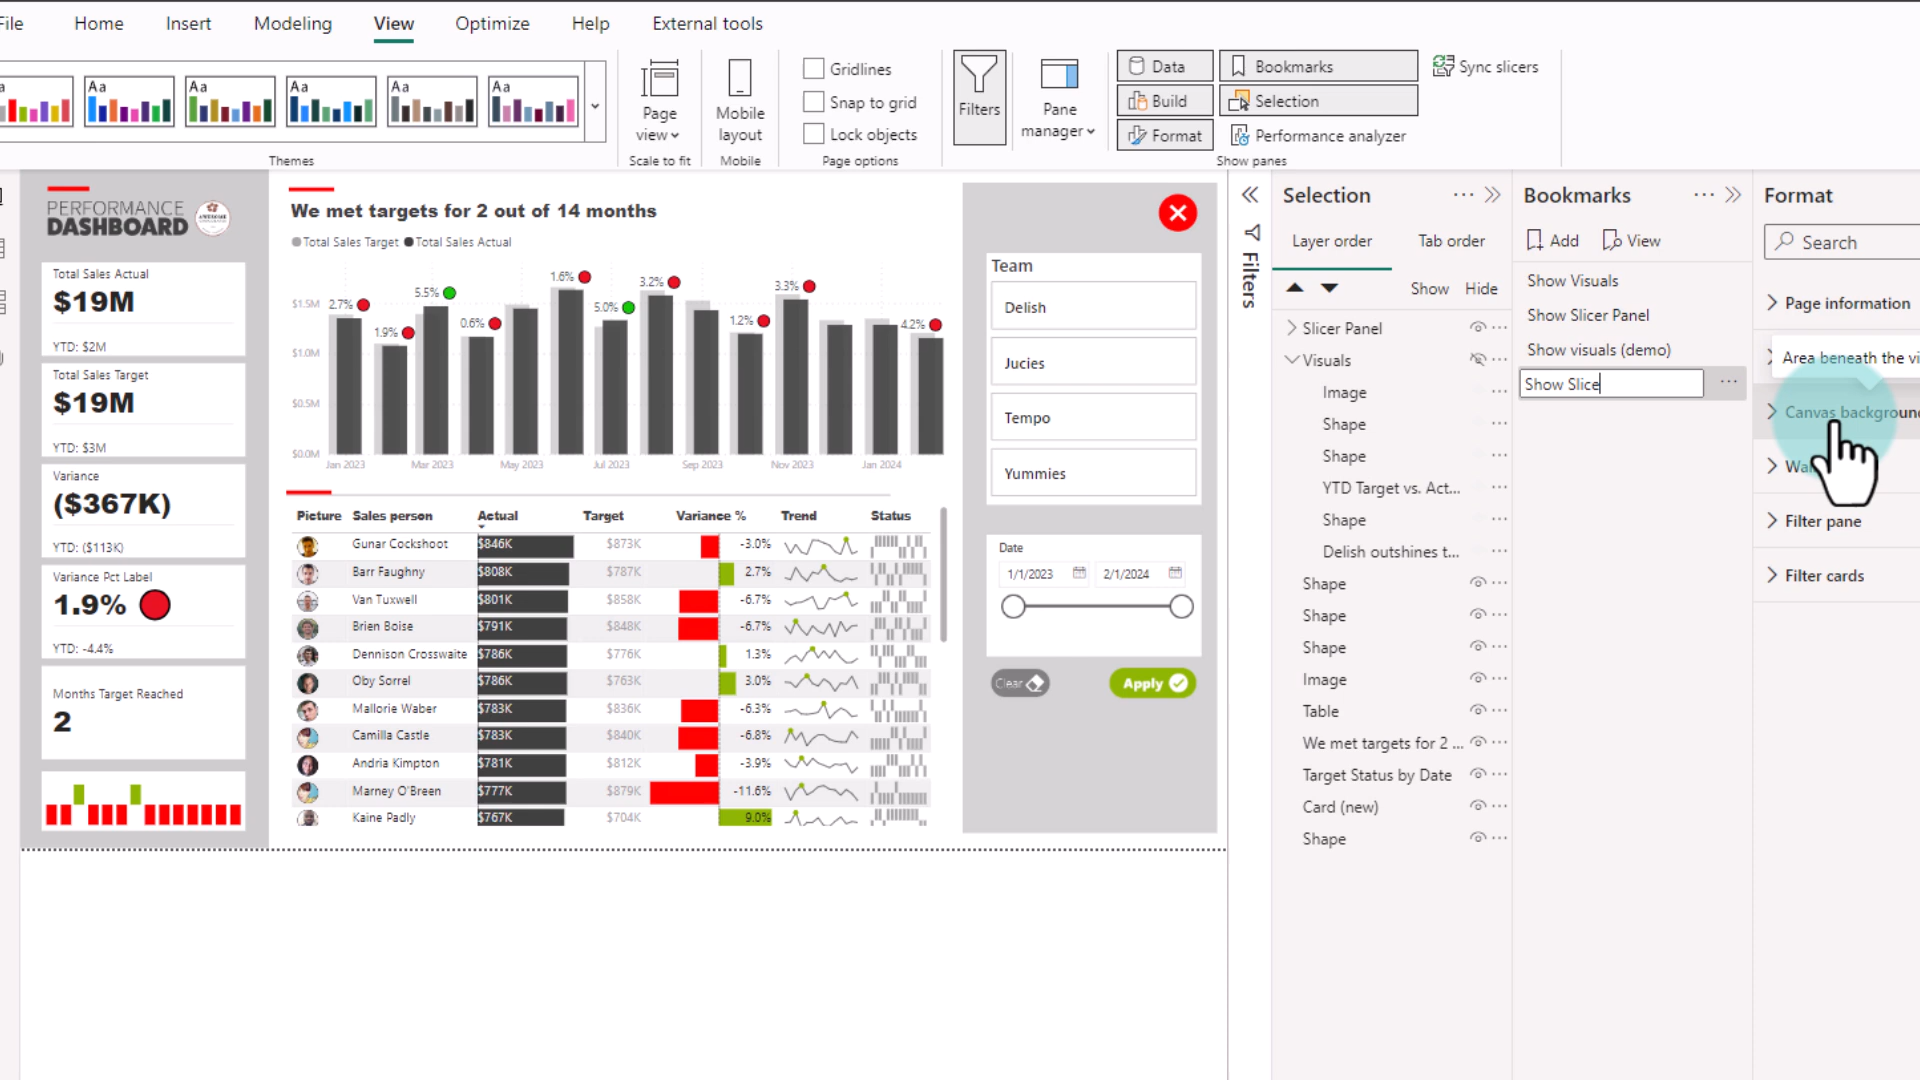 File
Home
Insert
Modeling
View
Optimize
Help
External tools
a
Aa
Aa
Aa
Aa
Aa
Themes
Page
view
Scale to fit
Mobile
layout
Mobile
Gridlines
Snap to grid
Lock objects
Page options
Filters
Pane
manager
Data
Build
Format
Bookmarks
Selection
Performance analyzer
Sync slicers
Show panes
PERFORMANCE
DASHBOARD
AWESOME
Total Sales Actual
$19M
YTD: $2M
Total Sales Target
$19M
YTD: $3M
Variance
($367K)
YTD: ($113K)
Variance Pct Label
1.9%
YTD: -4.4%
Months Target Reached
2
We met targets for 2 out of 14 months
Total Sales Target Total Sales Actual
$1.5M
$1.0M
$0.5M
$0.0M
2.7%
1.9%
5.5%
0.6%
1.6%
5.0%
3.2%
1.2%
3.3%
4.2%
Jan 2023 Mar 2023 May 2023 Jul 2023 Sep 2023 Nov 2023 Jan 2024
Picture Sales person Actual Target Variance % Trend Status
Gunar Cockshoot $846K $873K -3.0%
Barr Faughny $808K $787K 2.7%
Van Tuxwell $801K $858K -6.7%
Brien Boise $791K $848K -6.7%
Dennison Crosswaite $786K $776K 1.3%
Oby Sorrel $786K $763K 3.0%
Mallorie Waber $783K $836K -6.3%
Camilla Castle $783K $840K -6.8%
Andria Kimpton $781K $812K -3.9%
Marney O'Breen $777K $879K -11.6%
Kaine Padly $767K $704K 9.0%
Team
Delish
Jucies
Tempo
Yummies
Date
1/1/2023 2/1/2024
Clear
Apply
Filters
Selection
Layer order
Tab order
Show
Hide
Slicer Panel
Visuals
Image
Shape
Shape
YTD Target vs. Act...
Shape
Delish outshines t...
Shape
Shape
Shape
Image
Table
We met targets for 2 ...
Target Status by Date
Card (new)
Shape
Bookmarks
Add
View
Show Visuals
Show Slicer Panel
Show visuals (demo)
Show Slice
Format
Search
Page information
Area beneath the vi
Canvas background
Wal
Filter pane
Filter cards